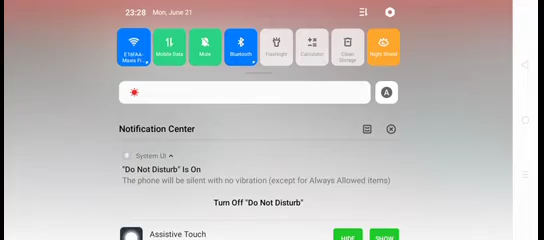 23:28 Mon, June 21
E16FAA-
Maxis Fi...
Mobile Data
Mute
Bluetooth
Flashlight
Calculator
Clean
Storage
Night Shield
A
Notification Center
System UI
"Do Not Disturb" Is On
The phone will be silent with no vibration (except for Always Allowed items)
Turn Off "Do Not Disturb"
Assistive Touch
HIDE
SHOW